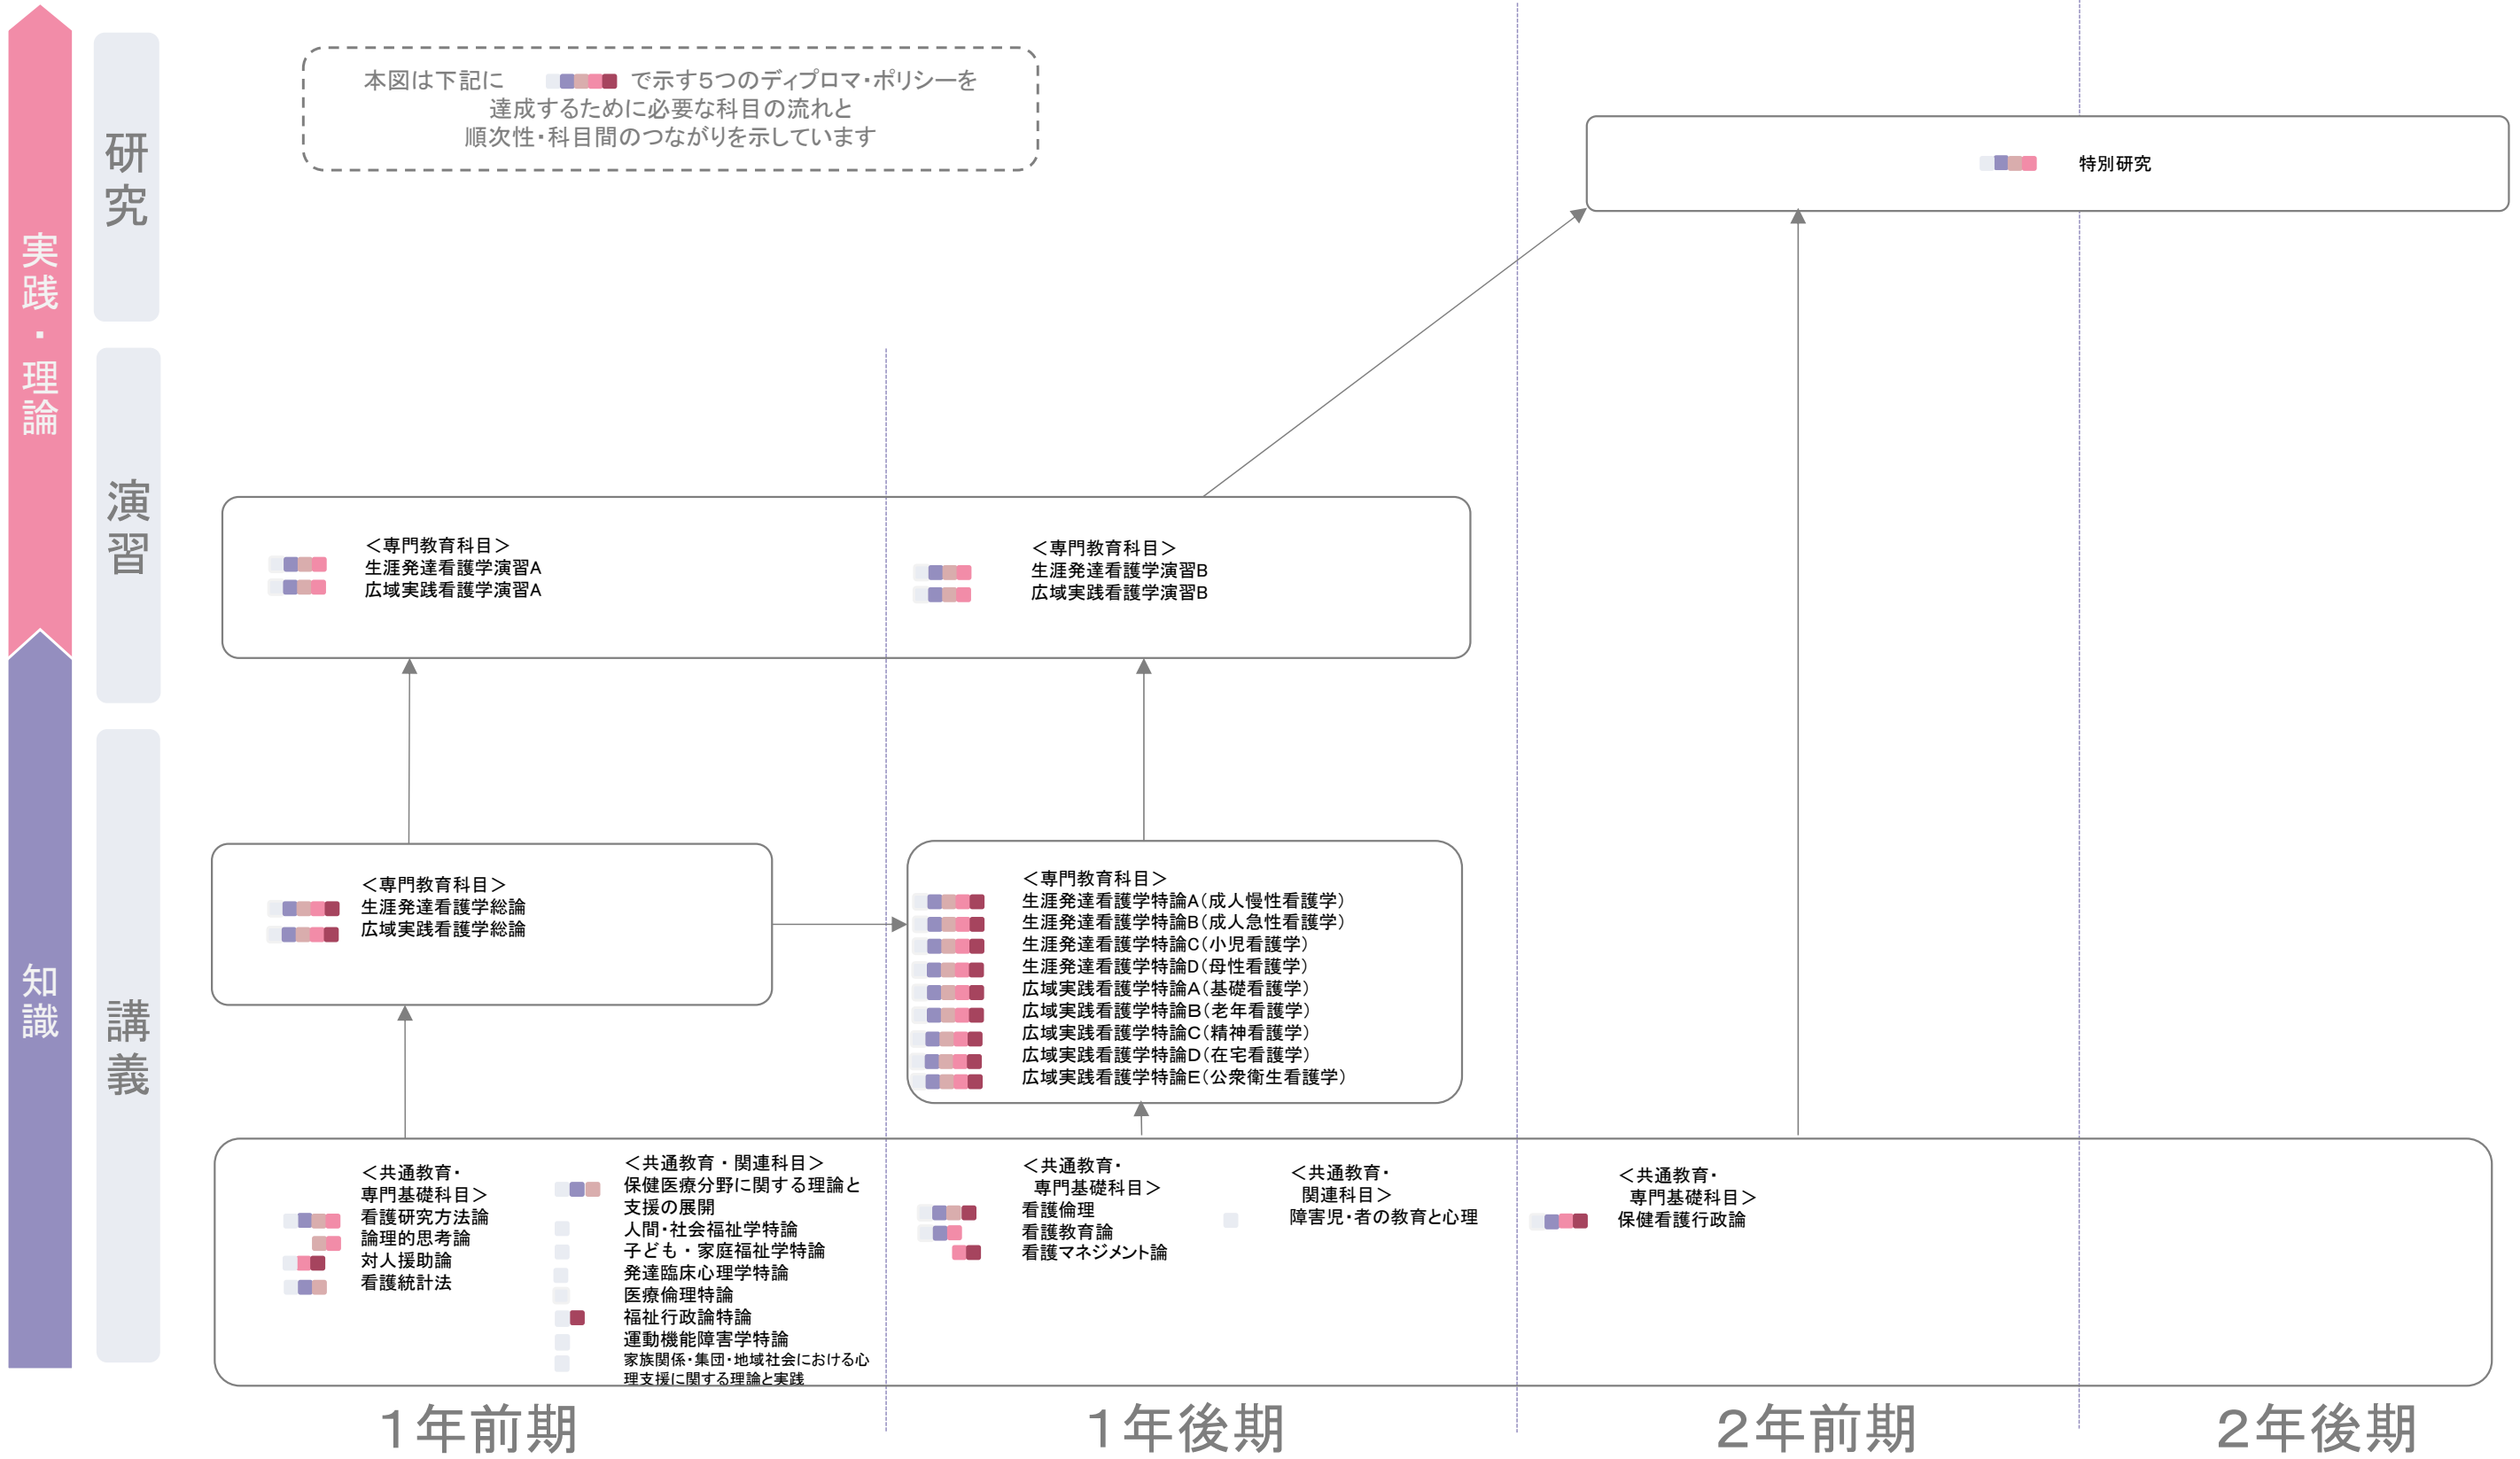 本図は下記に　　で示す５つのディプロマ・ポリシーを
達成するために必要な科目の流れと
順次性・科目間のつながりを示しています
実践・理論
知識
研究
演習
講義
特別研究
＜専門教育科目＞
生涯発達看護学演習A
広域実践看護学演習A
＜専門教育科目＞
生涯発達看護学演習B
広域実践看護学演習B
＜専門教育科目＞
生涯発達看護学総論
広域実践看護学総論
＜専門教育科目＞
生涯発達看護学特論A（成人慢性看護学）
生涯発達看護学特論B（成人急性看護学）
生涯発達看護学特論C（小児看護学）
生涯発達看護学特論D（母性看護学）
広域実践看護学特論A（基礎看護学）
広域実践看護学特論B（老年看護学）
広域実践看護学特論C（精神看護学）
広域実践看護学特論D（在宅看護学）
広域実践看護学特論E（公衆衛生看護学）
＜共通教育・
専門基礎科目＞
看護研究方法論
論理的思考論
対人援助論
看護統計法
＜共通教育・関連科目＞
保健医療分野に関する理論と
支援の展開
人間・社会福祉学特論
子ども・家庭福祉学特論
発達臨床心理学特論
医療倫理特論
福祉行政論特論
運動機能障害学特論
家族関係・集団・地域社会における心
理支援に関する理論と実践
＜共通教育・
専門基礎科目＞
看護倫理
看護教育論
看護マネジメント論
＜共通教育・
関連科目＞
障害児・者の教育と心理
＜共通教育・
専門基礎科目＞
保健看護行政論
１年前期
１年後期
２年前期
２年後期